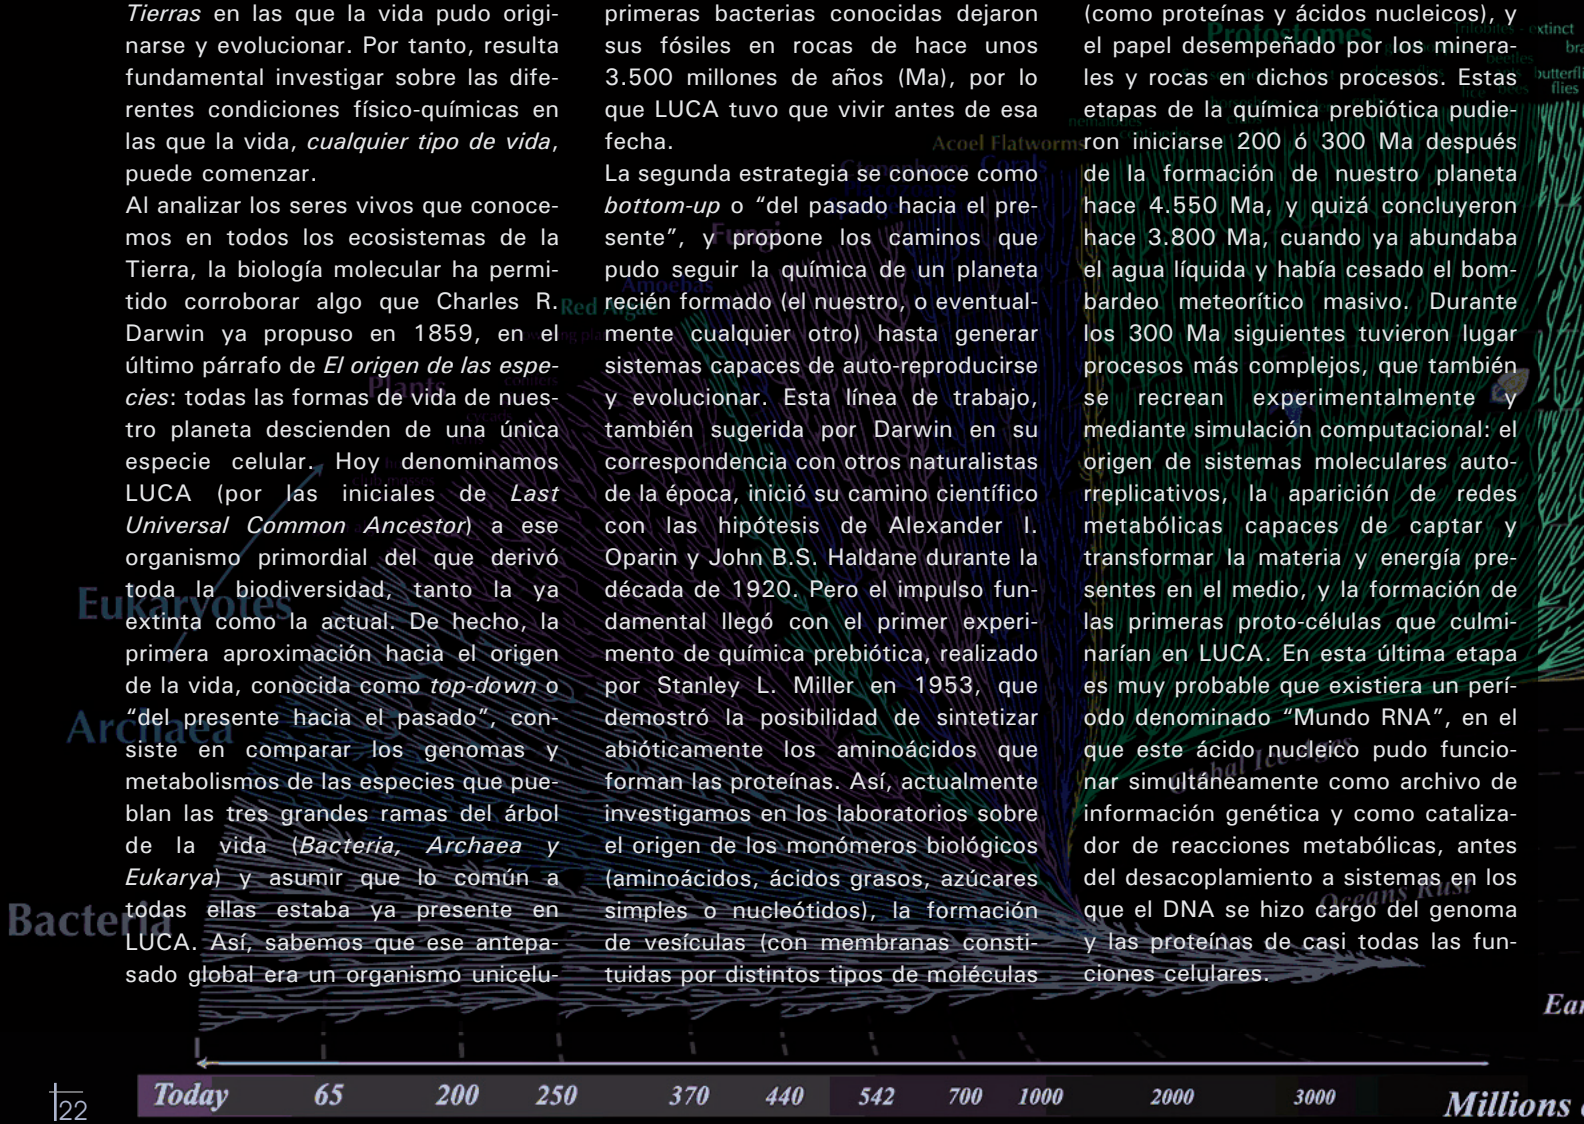 Tierras en las que la vida pudo origi-
narse y evolucionar. Por tanto, resulta
fundamental investigar sobre las dife-
rentes condiciones físico-químicas en
las que la vida, cualquier tipo de vida,
puede comenzar.
Al analizar los seres vivos que conoce-
mos en todos los ecosistemas de la
Tierra, la biología molecular ha permi-
tido corroborar algo que Charles R.
Darwin ya propuso en 1859, en el
último párrafo de El origen de las espe-
cies: todas las formas de vida de nues-
tro planeta descienden de una única
especie celular. Hoy denominamos
LUCA (por las iniciales de Last
Universal Common Ancestor) a ese
organismo primordial del que derivó
toda la biodiversidad, tanto la ya
extinta como la actual. De hecho, la
primera aproximación hacia el origen
de la vida, conocida como top-down o
“del presente hacia el pasado”, con-
siste en comparar los genomas y
metabolismos de las especies que pue-
blan las tres grandes ramas del árbol
de la vida (Bacteria, Archaea y
Eukarya) y asumir que lo común a
todas ellas estaba ya presente en
LUCA. Así, sabemos que ese antepa-
sado global era un organismo unicelu-
primeras bacterias conocidas dejaron
sus fósiles en rocas de hace unos
3.500 millones de años (Ma), por lo
que LUCA tuvo que vivir antes de esa
fecha.
La segunda estrategia se conoce como
bottom-up o “del pasado hacia el pre-
sente”, y propone los caminos que
pudo seguir la química de un planeta
recién formado (el nuestro, o eventual-
mente cualquier otro) hasta generar
sistemas capaces de auto-reproducirse
y evolucionar. Esta línea de trabajo,
también sugerida por Darwin en su
correspondencia con otros naturalistas
de la época, inició su camino científico
con las hipótesis de Alexander I.
Oparin y John B.S. Haldane durante la
década de 1920. Pero el impulso fun-
damental llegó con el primer experi-
mento de química prebiótica, realizado
por Stanley L. Miller en 1953, que
demostró la posibilidad de sintetizar
abióticamente los aminoácidos que
forman las proteínas. Así, actualmente
investigamos en los laboratorios sobre
el origen de los monómeros biológicos
(aminoácidos, ácidos grasos, azúcares
simples o nucleótidos), la formación
de vesículas (con membranas consti-
tuidas por distintos tipos de moléculas
(como proteínas y ácidos nucleicos), y
el papel desempeñado por los minera-
les y rocas en dichos procesos. Estas
etapas de la química prebiótica pudie-
ron iniciarse 200 ó 300 Ma después
de la formación de nuestro planeta
hace 4.550 Ma, y quizá concluyeron
hace 3.800 Ma, cuando ya abundaba
el agua líquida y había cesado el bom-
bardeo meteorítico masivo. Durante
los 300 Ma siguientes tuvieron lugar
procesos más complejos, que también
se recrean experimentalmente y
mediante simulación computacional: el
origen de sistemas moleculares auto-
rreplicativos, la aparición de redes
metabólicas capaces de captar y
transformar la materia y energía pre-
sentes en el medio, y la formación de
las primeras proto-células que culmi-
narían en LUCA. En esta última etapa
es muy probable que existiera un perí-
odo denominado “Mundo RNA”, en el
que este ácido nucleico pudo funcio-
nar simultáneamente como archivo de
información genética y como cataliza-
dor de reacciones metabólicas, antes
del desacoplamiento a sistemas en los
que el DNA se hizo cargo del genoma
y las proteínas de casi todas las fun-
ciones celulares.
Protostomes
Trilobites - extinct
beetles
flies
Acoel Flatworms
Ctenophores Corals
Fungi
Amoebas
Red Algae
Plants
Eukaryotes
Archaea
Bacteria
Global Ice Ages
Oceans Rust
Today 65 200 250 370 440 542 700 1000 2000 3000 Millions
22